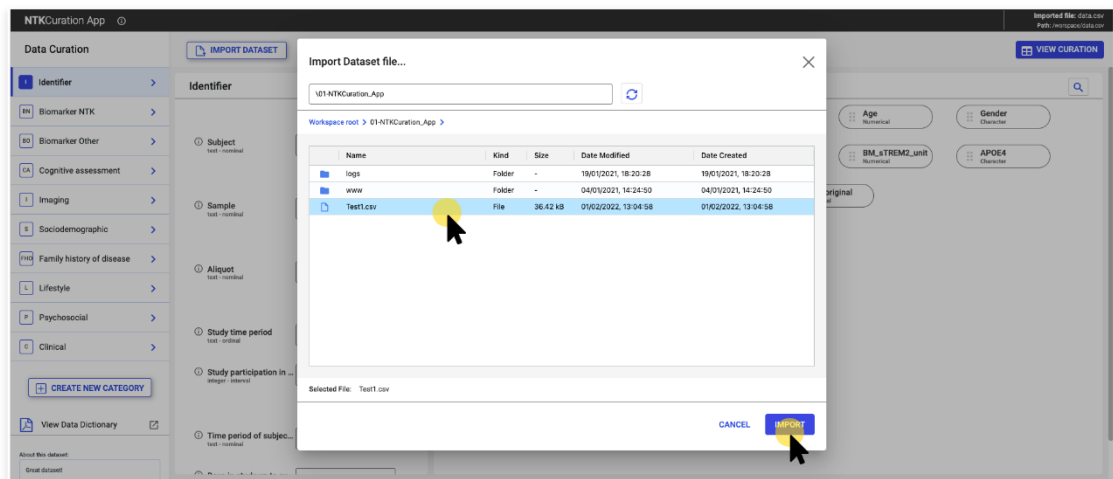 NTKCuration App
Imported file: data.csv
Path: /worspace/data.csv
Data Curation
IMPORT DATASET
VIEW CURATION
I Identifier
BN Biomarker NTK
BO Biomarker Other
CA Cognitive assessment
I Imaging
S Sociodemographic
FHD Family history of disease
L Lifestyle
P Psychosocial
C Clinical
CREATE NEW CATEGORY
View Data Dictionary
About this dataset:
Great dataset!
Identifier
Subject
text - nominal
Sample
text - nominal
Aliquot
text - nominal
Study time period
text - ordinal
Study participation in ...
integer - interval
Time period of subjec...
text - nominal
Import Dataset file...
\01-NTKCuration_App
Workspace root > 01-NTKCuration_App >
Name Kind Size Date Modified Date Created
logs Folder - 19/01/2021, 18:20:28 19/01/2021, 18:20:28
www Folder - 04/01/2021, 14:24:50 04/01/2021, 14:24:50
Test1.csv File 36.42 kB 01/02/2022, 13:04:58 01/02/2022, 13:04:58
Selected File: Test1.csv
CANCEL IMPORT
Age
Numerical
Gender
Character
BM_sTREM2_unit
Numerical
APOE4
Character
original